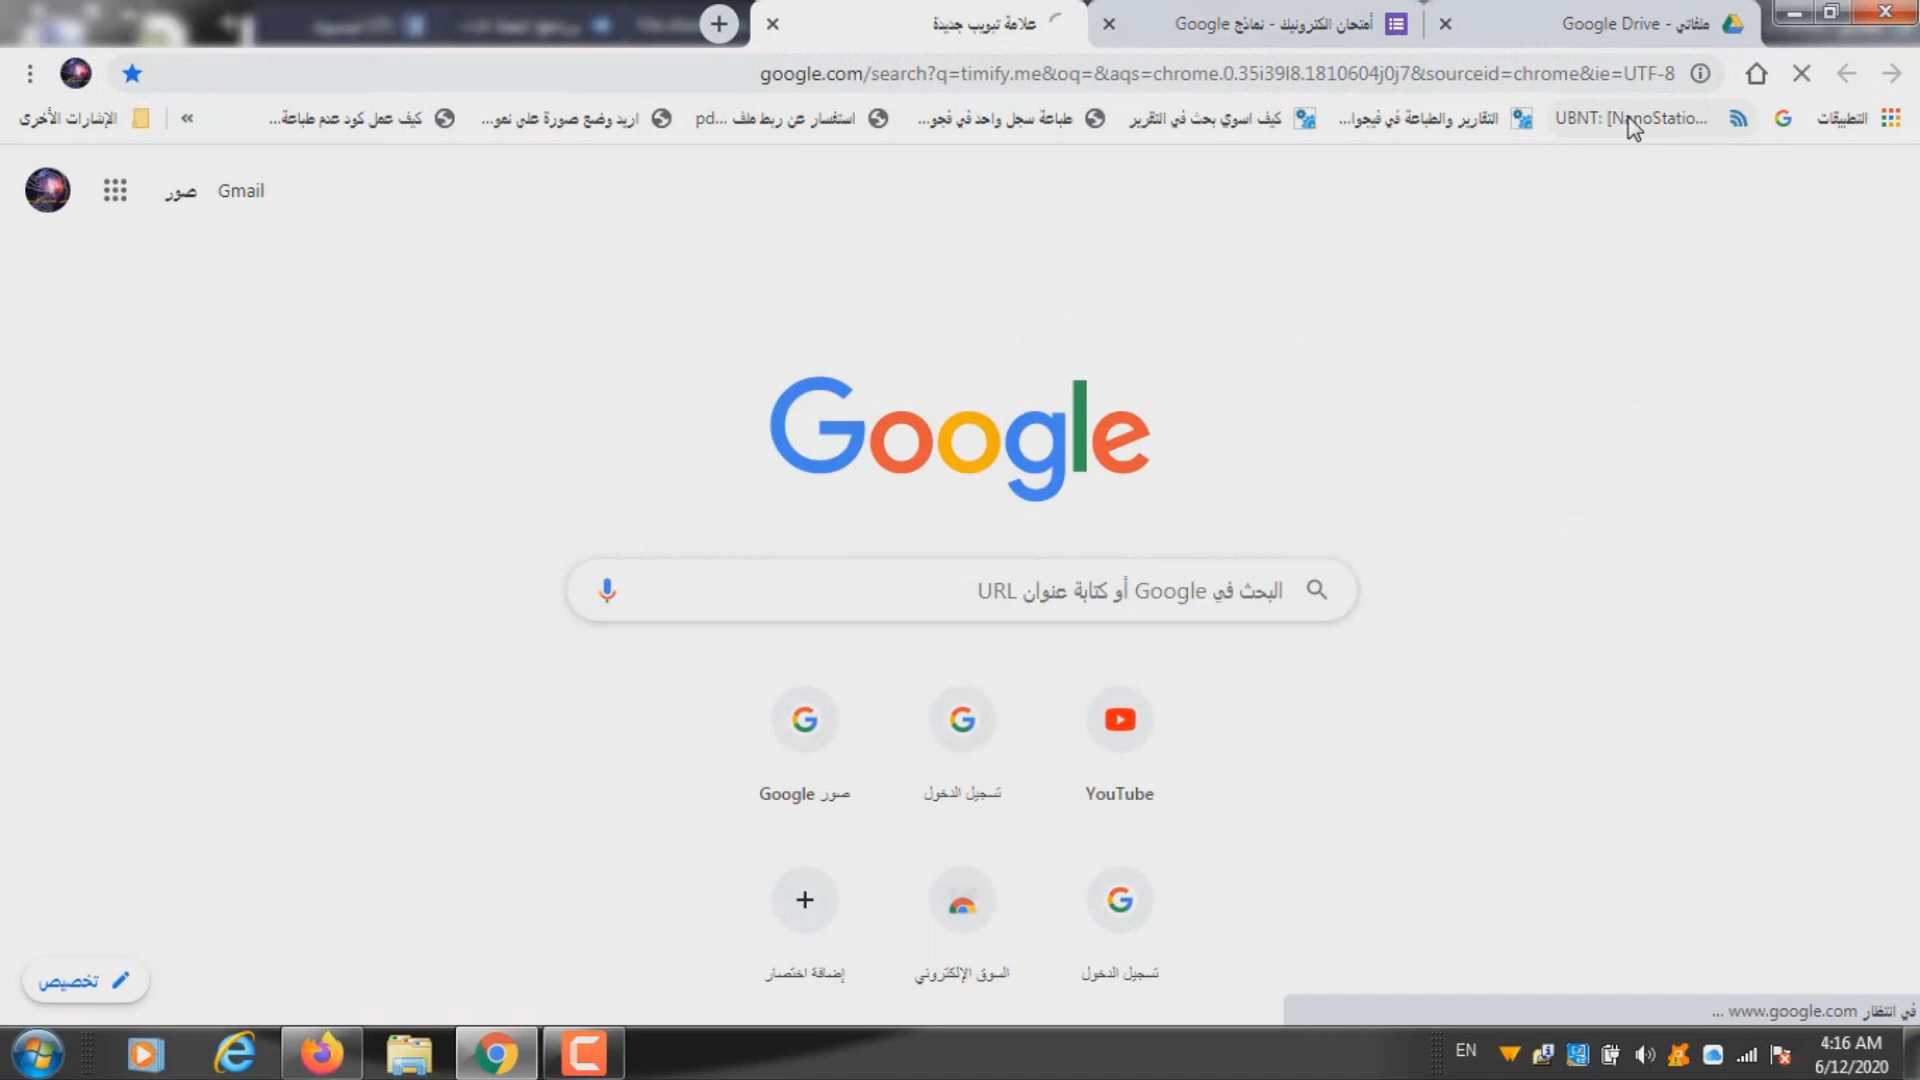 ملفاتي - Google Drive
أمتحان الكترونيك - نماذج Google
علامة تبويب جديدة
google.com/search?q=timify.me&oq=&aqs=chrome.0.35i39l8.1810604j0j7&sourceid=chrome&ie=UTF-8
التطبيقات
UBNT: [NanoStatio...
التقارير والطباعة في فيجوا...
كيف اسوي بحث في التقرير
طباعة سجل واحد في فجو...
استفسار عن ربط ملف pd...
اريد وضع صورة على نمو...
كيف عمل كود عدم طباعة...
»
الإشارات الأخرى
صور Gmail
Google
البحث في Google أو كتابة عنوان URL
YouTube
تسجيل الدخول
صور Google
تسجيل الدخول
السوق الإلكتروني
إضافة اختصار
تخصيص
في انتظار www.google.com ...
EN
4:16 AM
6/12/2020